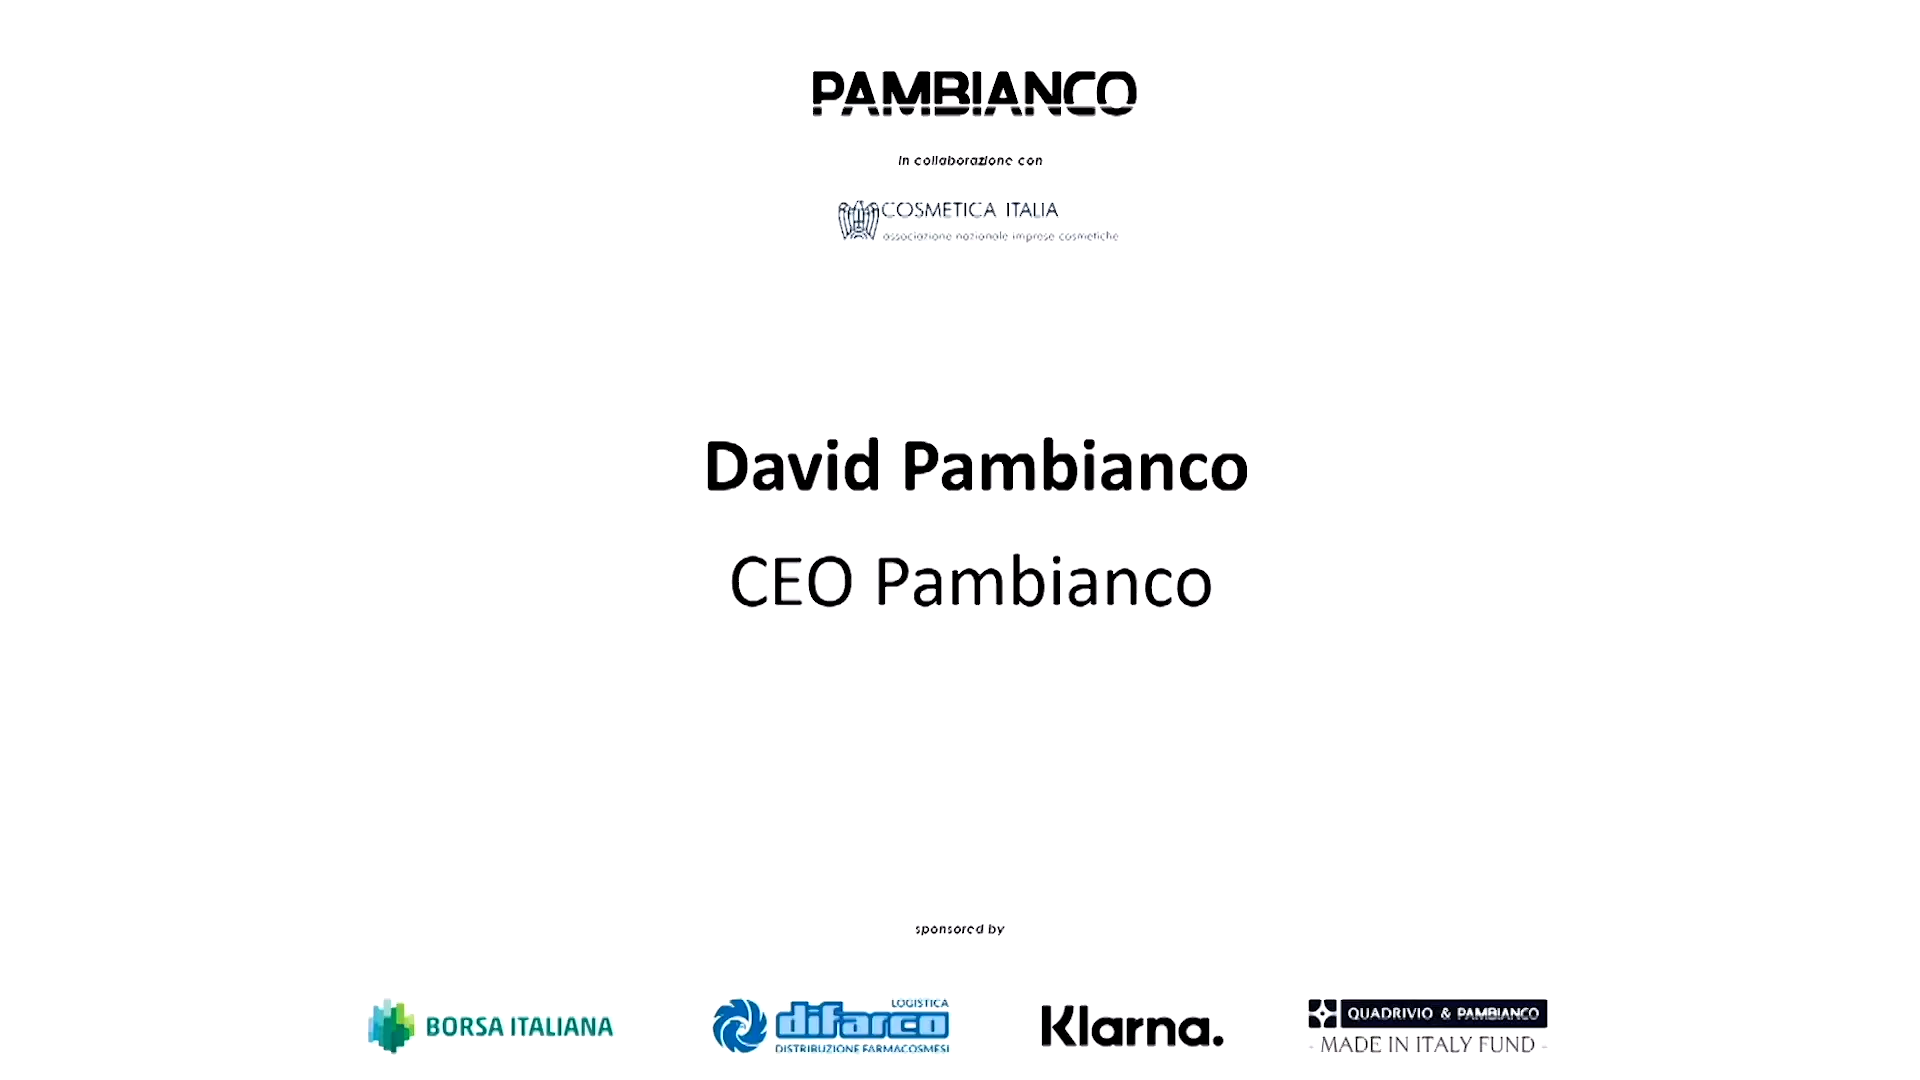 PAMBIANCO
in collaborazione con
COSMETICA ITALIA
associazione nazionale imprese cosmetiche
David Pambianco
CEO Pambianco
sponsored by
BORSA ITALIANA
LOGISTICA
difarco
DISTRIBUZIONE FARMACOSMESI
Klarna.
QUADRIVIO & PAMBIANCO
- MADE IN ITALY FUND -